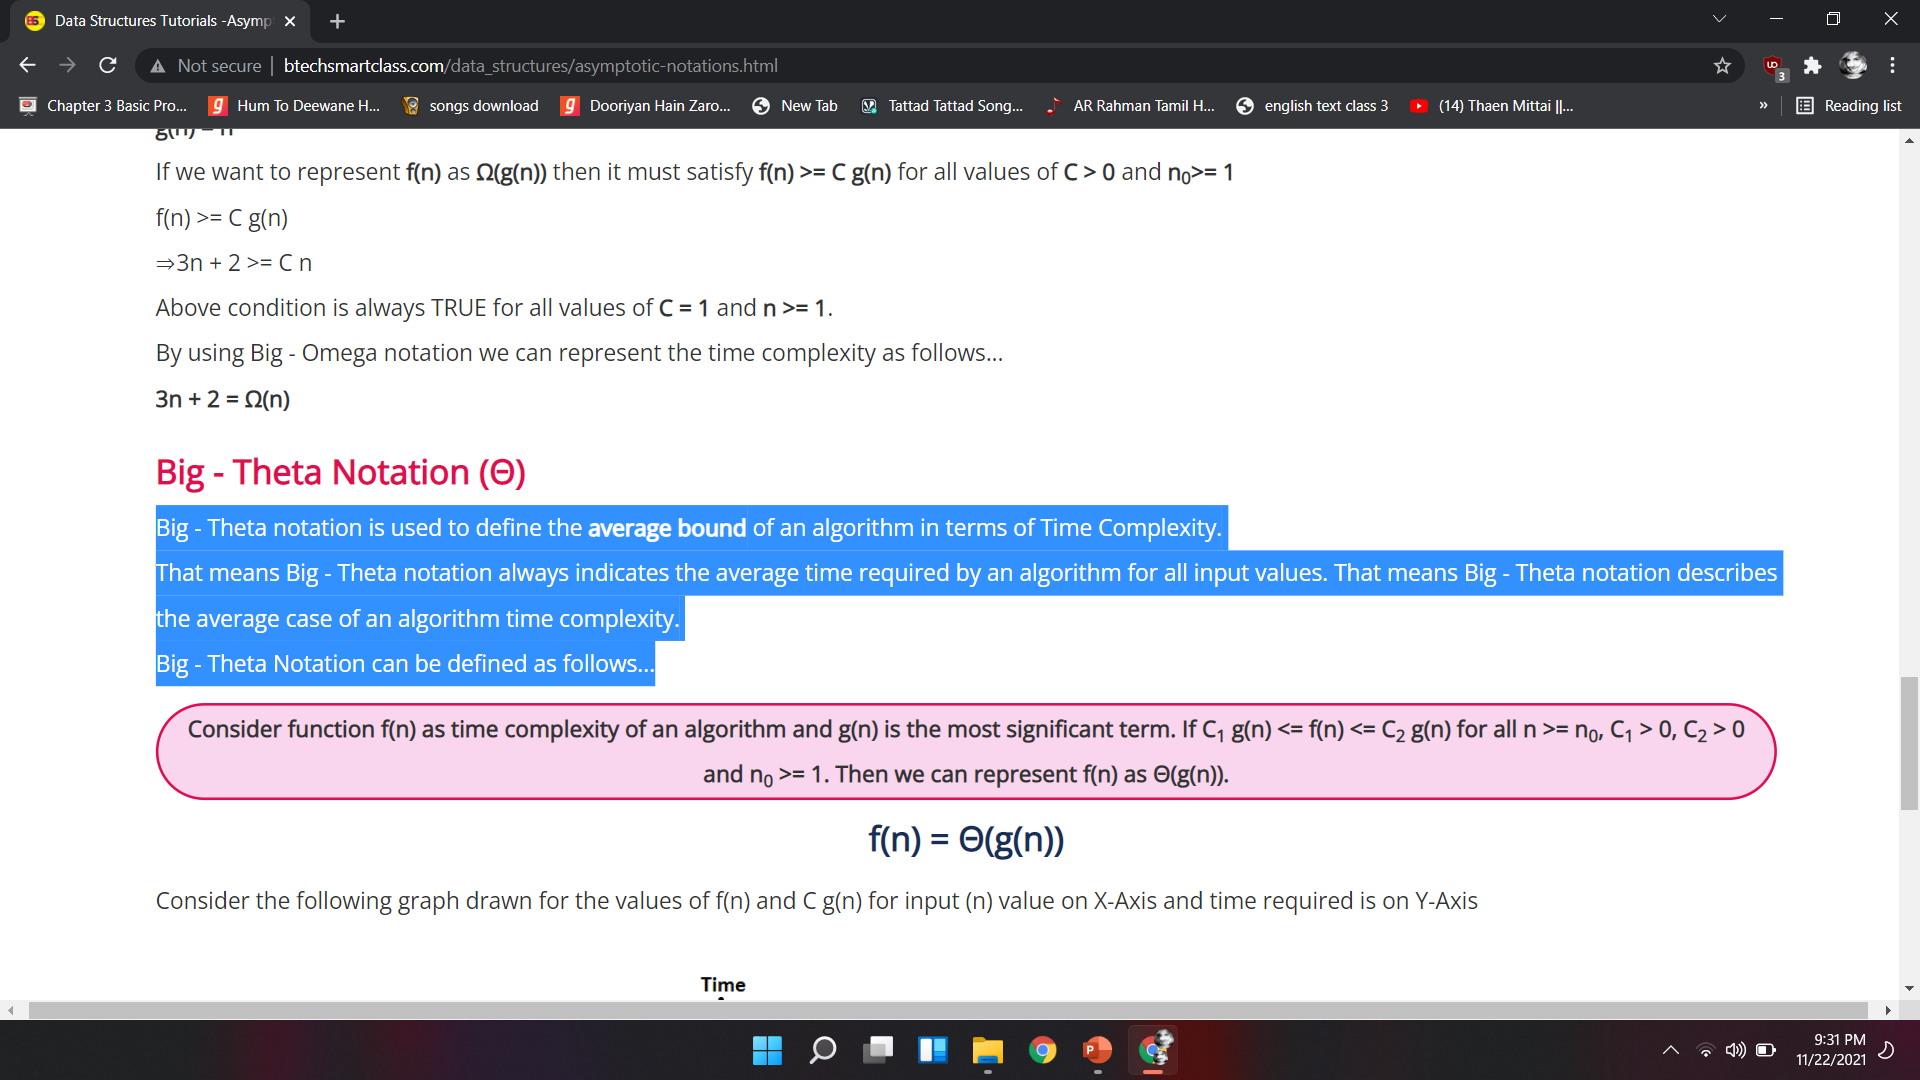 Data Structures Tutorials -Asymp
Not secure | btechsmartclass.com/data_structures/asymptotic-notations.html
UD
3
Chapter 3 Basic Pro... Hum To Deewane H... songs download Dooriyan Hain Zaro... New Tab Tattad Tattad Song... AR Rahman Tamil H... english text class 3 (14) Thaen Mittai ||... » Reading list
g(n) = n
If we want to represent f(n) as Ω(g(n)) then it must satisfy f(n) >= C g(n) for all values of C > 0 and n₀>= 1
f(n) >= C g(n)
⇒3n + 2 >= C n
Above condition is always TRUE for all values of C = 1 and n >= 1.
By using Big - Omega notation we can represent the time complexity as follows...
3n + 2 = Ω(n)
Big - Theta Notation (Θ)
Big - Theta notation is used to define the average bound of an algorithm in terms of Time Complexity.
That means Big - Theta notation always indicates the average time required by an algorithm for all input values. That means Big - Theta notation describes
the average case of an algorithm time complexity.
Big - Theta Notation can be defined as follows...
Consider function f(n) as time complexity of an algorithm and g(n) is the most significant term. If C₁ g(n) <= f(n) <= C₂ g(n) for all n >= n₀, C₁ > 0, C₂ > 0
and n₀ >= 1. Then we can represent f(n) as Θ(g(n)).
f(n) = Θ(g(n))
Consider the following graph drawn for the values of f(n) and C g(n) for input (n) value on X-Axis and time required is on Y-Axis
Time
9:31 PM
11/22/2021